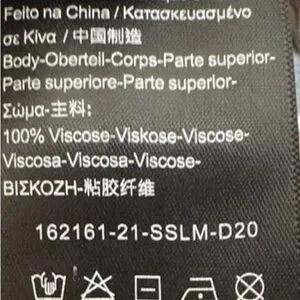 Feito na China / Κατασκευασμένο
σε Κίνα / 中国制造
Body-Oberteil-Corps-Parte superior-
Parte superiore-Parte superior-
Σώμα-主料:
100% Viscose-Viskose-Viscose-
Viscosa-Viscosa-Viscose-
ΒΙΣΚΟΖΗ-粘胶纤维
162161-21-SSLM-D20